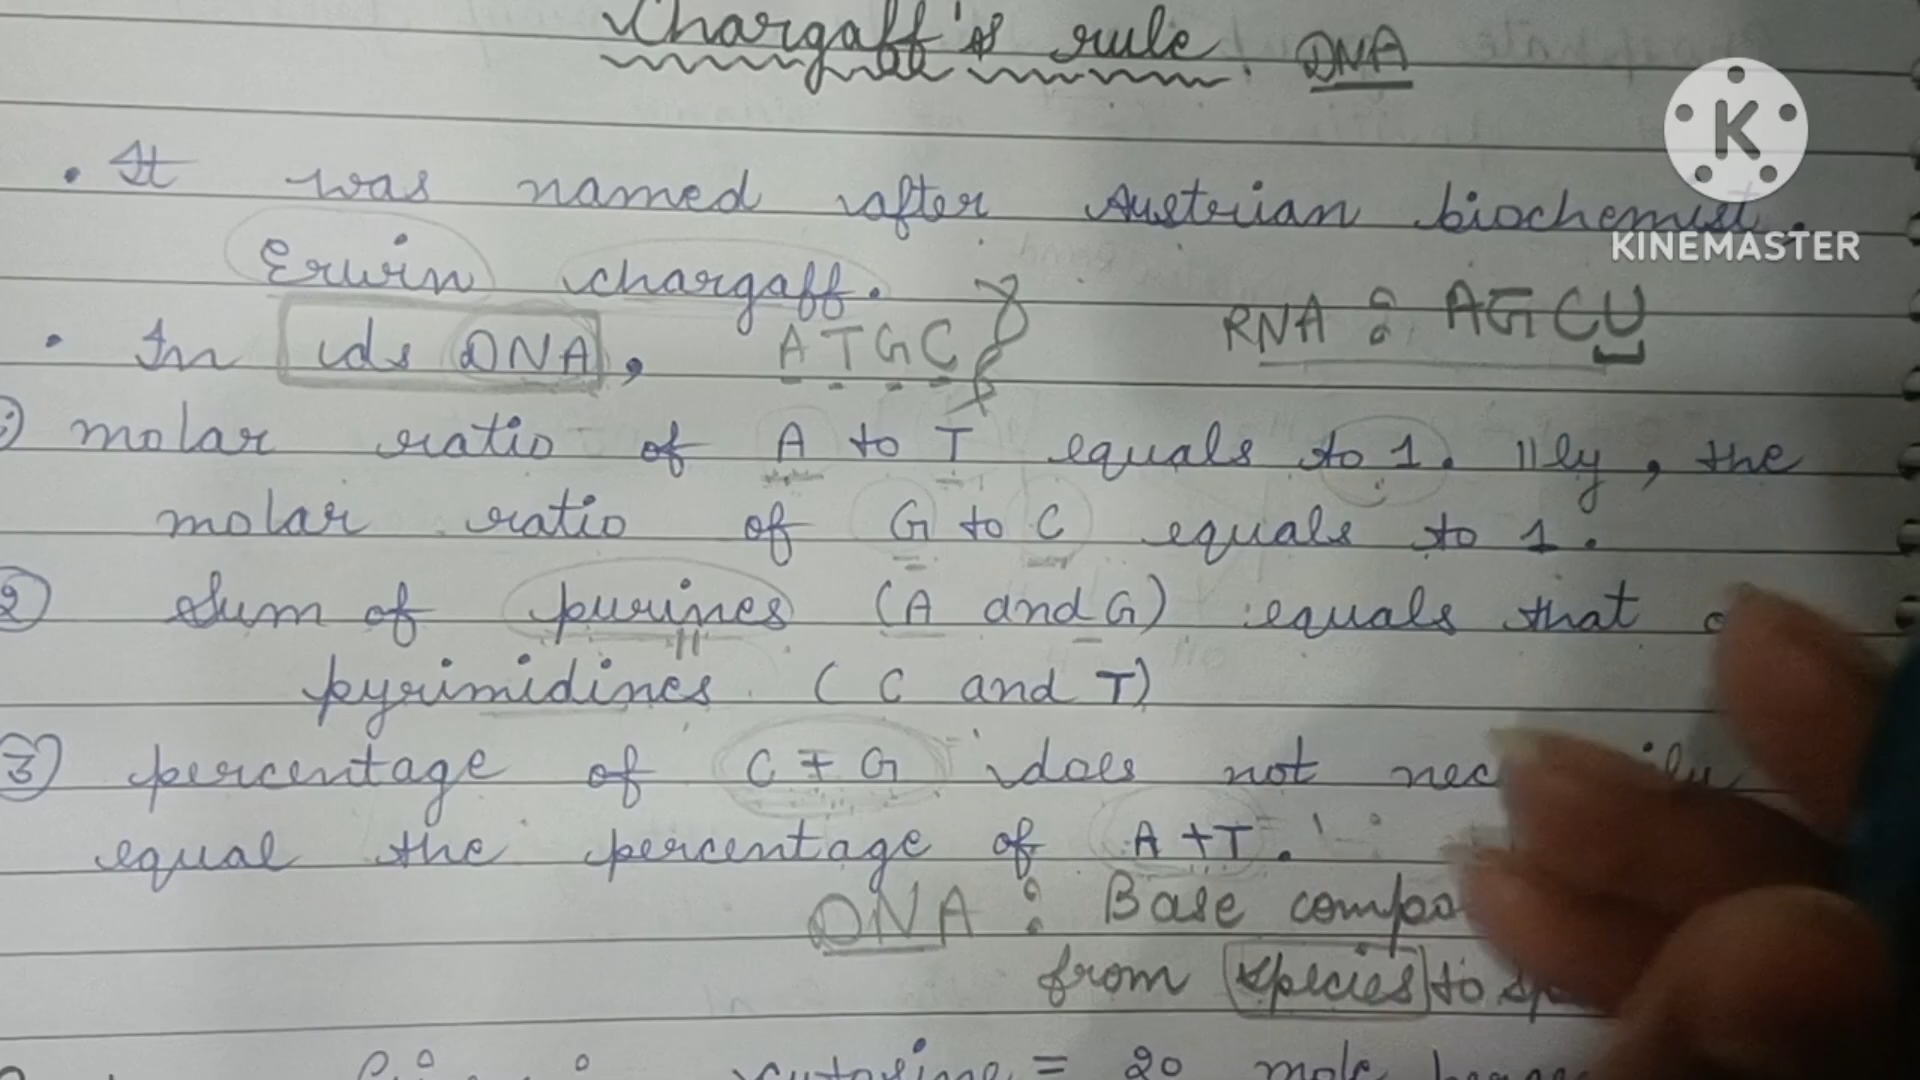 Chargaff's rule. DNA
K
• It was named after Austrian biochemist.
KINEMASTER
Erwin chargaff.
RNA : AGCU
• In ds DNA, ATGC
1) molar ratio of A to T equals to 1. ||ly, the
molar ratio of G to C equals to 1.
2) Sum of purines (A and G) equals that
pyrimidines (C and T)
3) percentage of C + G does not
equal the percentage of A+T.
DNA : Base
from species to
= 20 mole